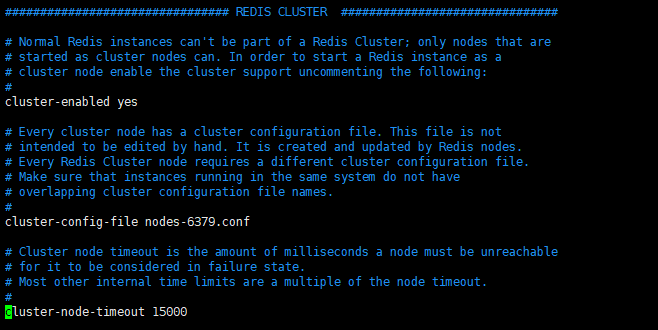 ################################ REDIS CLUSTER  ###############################
# Normal Redis instances can't be part of a Redis Cluster; only nodes that are
# started as cluster nodes can. In order to start a Redis instance as a
# cluster node enable the cluster support uncommenting the following:
#
cluster-enabled yes
# Every cluster node has a cluster configuration file. This file is not
# intended to be edited by hand. It is created and updated by Redis nodes.
# Every Redis Cluster node requires a different cluster configuration file.
# Make sure that instances running in the same system do not have
# overlapping cluster configuration file names.
#
cluster-config-file nodes-6379.conf
# Cluster node timeout is the amount of milliseconds a node must be unreachable
# for it to be considered in failure state.
# Most other internal time limits are a multiple of the node timeout.
#
cluster-node-timeout 15000